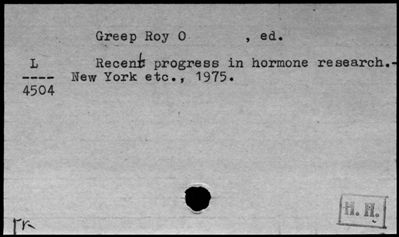 Greep Roy O , ed.
L Recent progress in hormone research.-
---- New York etc., 1975.
4504
H. H.